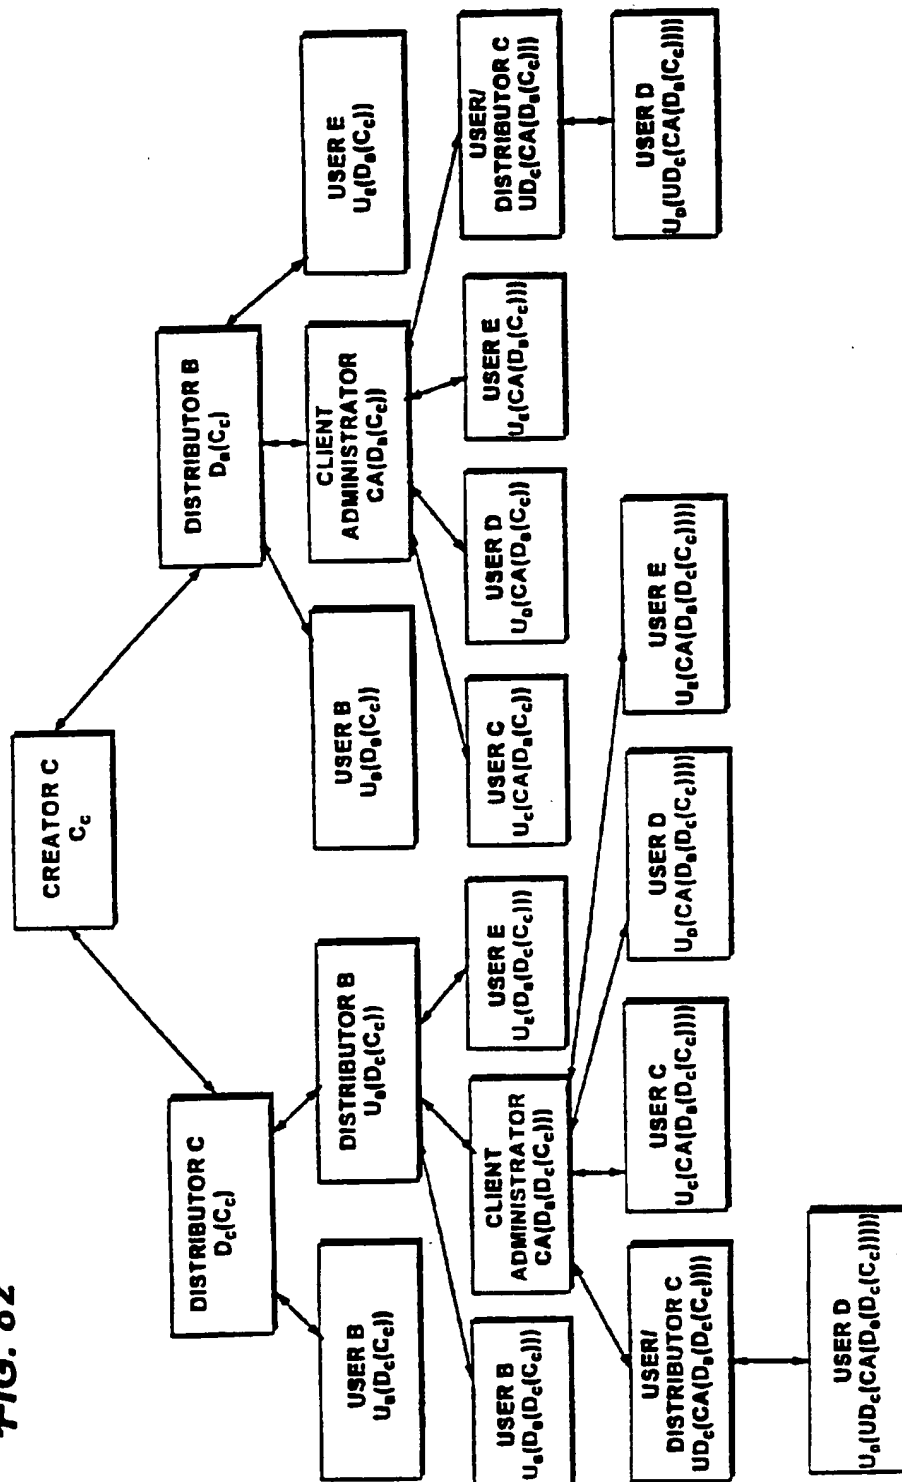 FIG. 82
CREATOR C
C_C
DISTRIBUTOR C
D_C(C_C)
DISTRIBUTOR B
D_B(C_C)
USER B
U_B(D_C(C_C))
DISTRIBUTOR B
U_B(D_C(C_C))
USER B
U_B(D_B(C_C))
CLIENT
ADMINISTRATOR
CA(D_B(C_C))
USER E
U_E(D_B(C_C))
USER B
U_B(D_B(D_C(C_C)))
CLIENT
ADMINISTRATOR
CA(D_B(D_C(C_C)))
USER E
U_E(D_B(D_C(C_C)))
USER C
U_C(CA(D_B(C_C)))
USER D
U_D(CA(D_B(C_C)))
USER E
U_E(CA(D_B(C_C)))
USER/
DISTRIBUTOR C
UD_C(CA(D_B(C_C)))
USER/
DISTRIBUTOR C
UD_C(CA(D_B(D_C(C_C))))
USER C
U_C(CA(D_B(D_C(C_C))))
USER D
U_D(CA(D_B(D_C(C_C))))
USER E
U_E(CA(D_B(D_C(C_C))))
USER D
U_D(UD_C(CA(D_B(C_C))))
USER D
U_B(UD_C(CA(D_B(D_C(C_C)))))